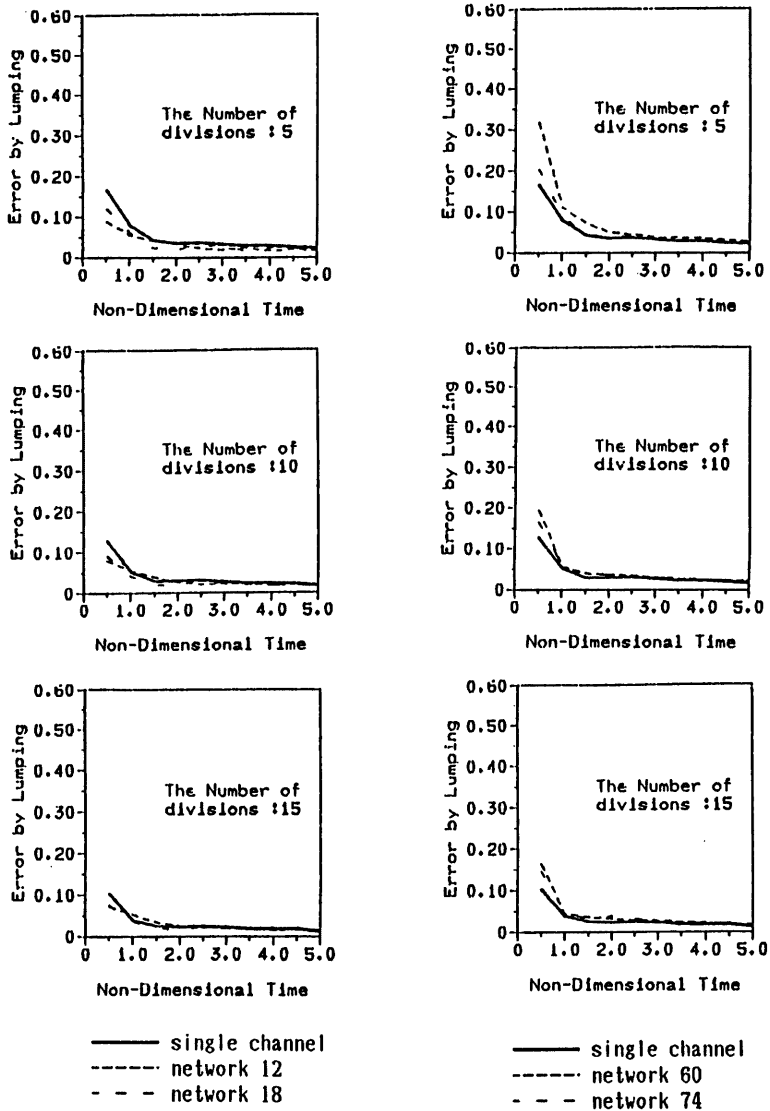 0.60
0.50
0.40
0.30
0.20
0.10
0
Error by Lumping
The Number of
divisions :5
0 1.0 2.0 3.0 4.0 5.0
Non-Dimensional Time
0.60
0.50
0.40
0.30
0.20
0.10
0
Error by Lumping
The Number of
divisions :5
0 1.0 2.0 3.0 4.0 5.0
Non-Dimensional Time
0.60
0.50
0.40
0.30
0.20
0.10
0
Error by Lumping
The Number of
divisions :10
0 1.0 2.0 3.0 4.0 5.0
Non-Dimensional Time
0.60
0.50
0.40
0.30
0.20
0.10
0
Error by Lumping
The Number of
divisions :10
0 1.0 2.0 3.0 4.0 5.0
Non-Dimensional Time
0.60
0.50
0.40
0.30
0.20
0.10
0
Error by Lumping
The Number of
divisions :15
0 1.0 2.0 3.0 4.0 5.0
Non-Dimensional Time
0.60
0.50
0.40
0.30
0.20
0.10
0
Error by Lumping
The Number of
divisions :15
0 1.0 2.0 3.0 4.0 5.0
Non-Dimensional Time
single channel
network 12
network 18
single channel
network 60
network 74